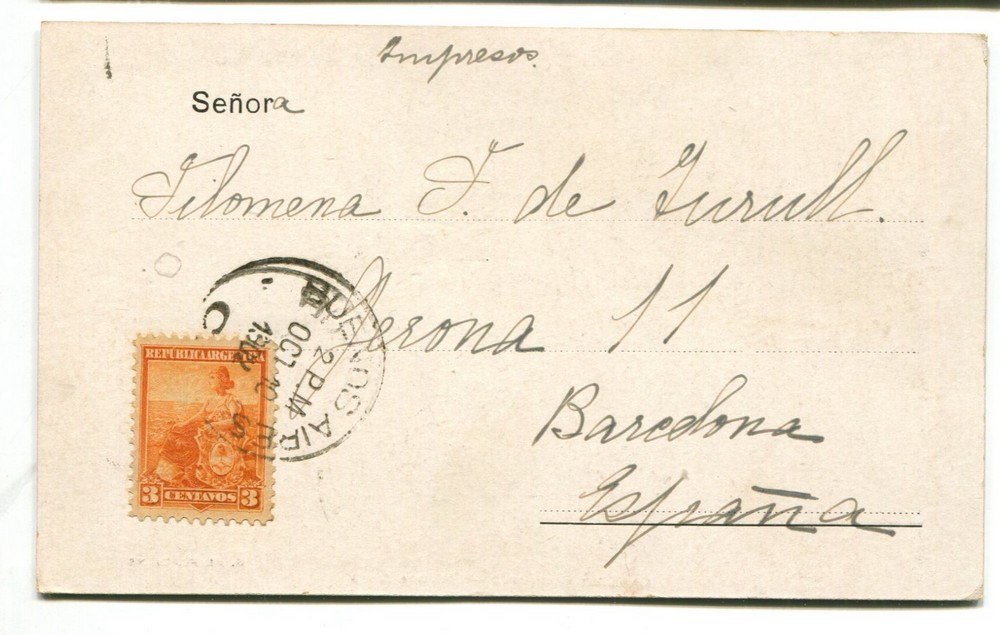 Impresos.
Señora
Filomena F. de Turull.
Gerona 11
Barcelona
España
BUENOS AIRES
2 PM
OCT 10
REPUBLICA ARGENTINA
3 CENTAVOS 3